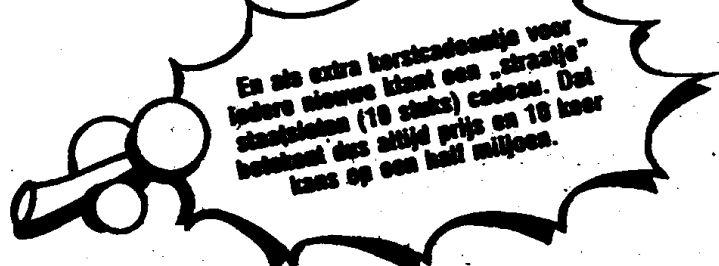 En als extra kerstcadeautje voor
iedere nieuwe klant een „straatje”
staatsloten (10 stuks) cadeau. Dat
betekent dus altijd prijs en 10 keer
kans op een half miljoen.